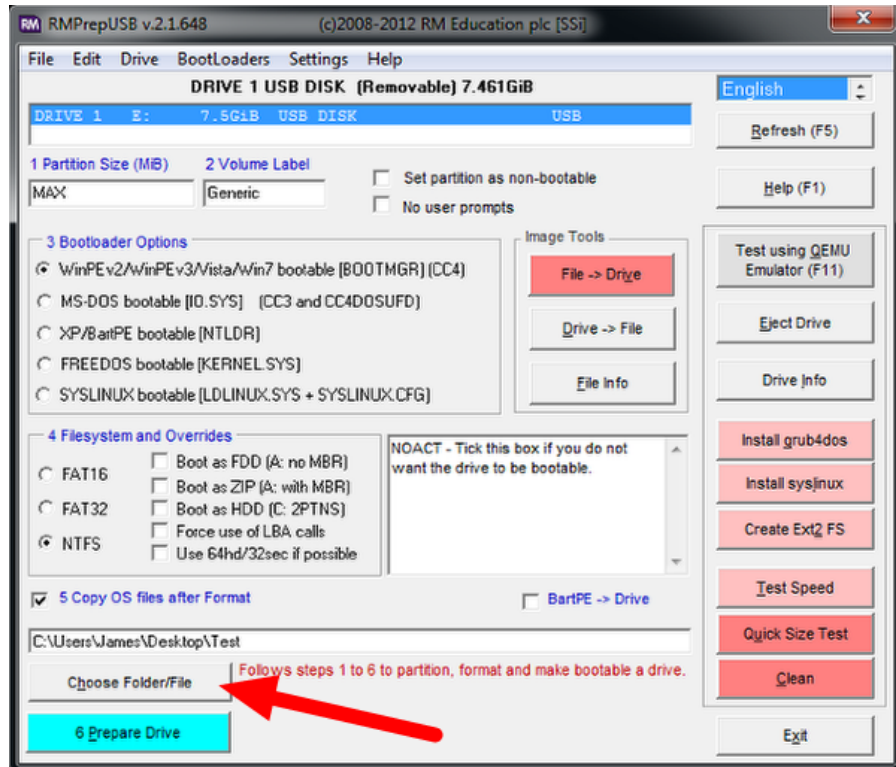 RM RMPrepUSB v.2.1.648 (c)2008-2012 RM Education plc [SSi]
File Edit Drive BootLoaders Settings Help
DRIVE 1 USB DISK (Removable) 7.461GiB
English
DRIVE 1 E: 7.5GiB USB DISK USB
Refresh (F5)
1 Partition Size (MiB) 2 Volume Label
MAX Generic
Set partition as non-bootable
No user prompts
Help (F1)
3 Bootloader Options
WinPEv2/WinPEv3/Vista/Win7 bootable [BOOTMGR] (CC4)
MS-DOS bootable [IO.SYS] (CC3 and CC4DOSUFD)
XP/BartPE bootable [NTLDR]
FREEDOS bootable [KERNEL.SYS]
SYSLINUX bootable [LDLINUX.SYS + SYSLINUX.CFG]
Image Tools
File -> Drive
Drive -> File
File Info
Test using QEMU
Emulator (F11)
Eject Drive
Drive Info
4 Filesystem and Overrides
FAT16
FAT32
NTFS
Boot as FDD (A: no MBR)
Boot as ZIP (A: with MBR)
Boot as HDD (C: 2PTNS)
Force use of LBA calls
Use 64hd/32sec if possible
NOACT - Tick this box if you do not
want the drive to be bootable.
Install grub4dos
Install syslinux
Create Ext2 FS
Test Speed
Quick Size Test
Clean
5 Copy OS files after Format
BartPE -> Drive
C:\Users\James\Desktop\Test
Choose Folder/File
Follows steps 1 to 6 to partition, format and make bootable a drive.
6 Prepare Drive
Exit